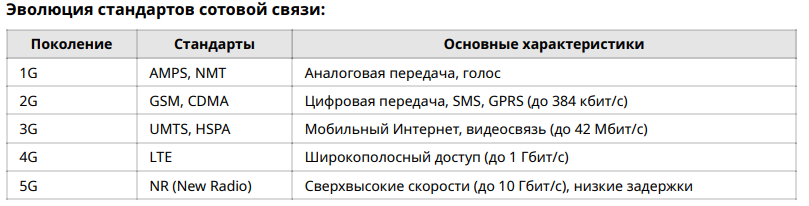 Эволюция стандартов сотовой связи:
Поколение Стандарты Основные характеристики
1G AMPS, NMT Аналоговая передача, голос
2G GSM, CDMA Цифровая передача, SMS, GPRS (до 384 кбит/с)
3G UMTS, HSPA Мобильный Интернет, видеосвязь (до 42 Мбит/с)
4G LTE Широкополосный доступ (до 1 Гбит/с)
5G NR (New Radio) Сверхвысокие скорости (до 10 Гбит/с), низкие задержки